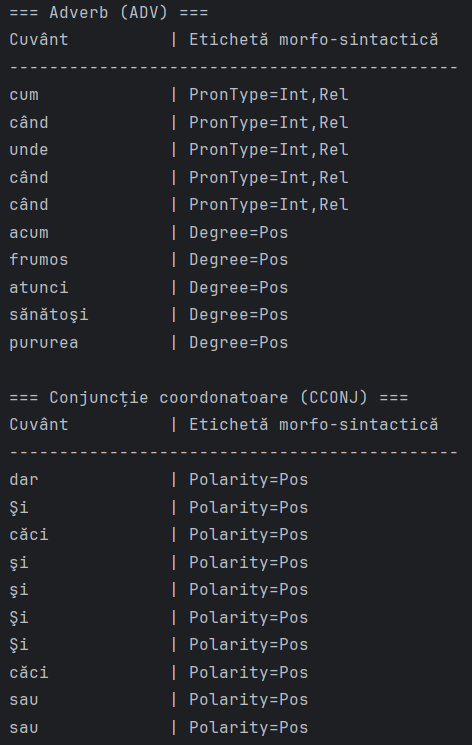 === Adverb (ADV) ===
Cuvânt          | Etichetă morfo-sintactică
---------------------------------------------
cum             | PronType=Int,Rel
când            | PronType=Int,Rel
unde            | PronType=Int,Rel
când            | PronType=Int,Rel
când            | PronType=Int,Rel
acum            | Degree=Pos
frumos          | Degree=Pos
atunci          | Degree=Pos
sănătoşi        | Degree=Pos
pururea         | Degree=Pos
=== Conjuncție coordonatoare (CCONJ) ===
Cuvânt          | Etichetă morfo-sintactică
---------------------------------------------
dar             | Polarity=Pos
Şi              | Polarity=Pos
căci            | Polarity=Pos
şi              | Polarity=Pos
şi              | Polarity=Pos
Şi              | Polarity=Pos
Şi              | Polarity=Pos
căci            | Polarity=Pos
sau             | Polarity=Pos
sau             | Polarity=Pos